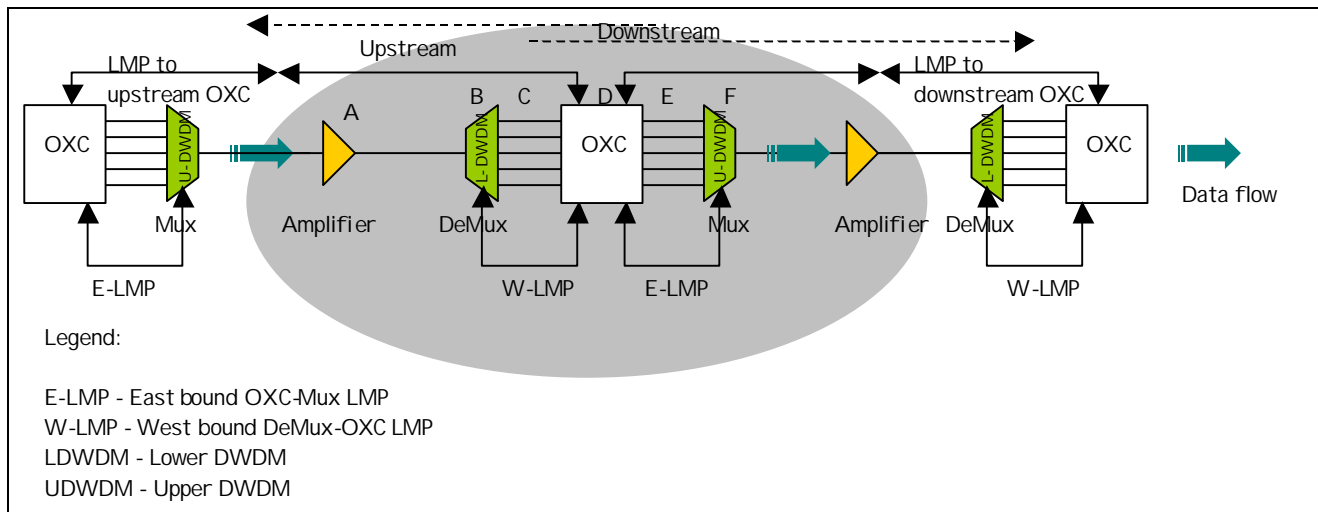 Downstream
Upstream
LMP to
upstream OXC
LMP to
downstream OXC
A
B
C
D
E
F
OXC
U-DWDM
L-DWDM
OXC
U-DWDM
L-DWDM
OXC
Mux
Amplifier
DeMux
Mux
Amplifier
DeMux
Data flow
E-LMP
W-LMP
E-LMP
W-LMP
Legend:
E-LMP - East bound OXC-Mux LMP
W-LMP - West bound DeMux-OXC LMP
LDWDM - Lower DWDM
UDWDM - Upper DWDM